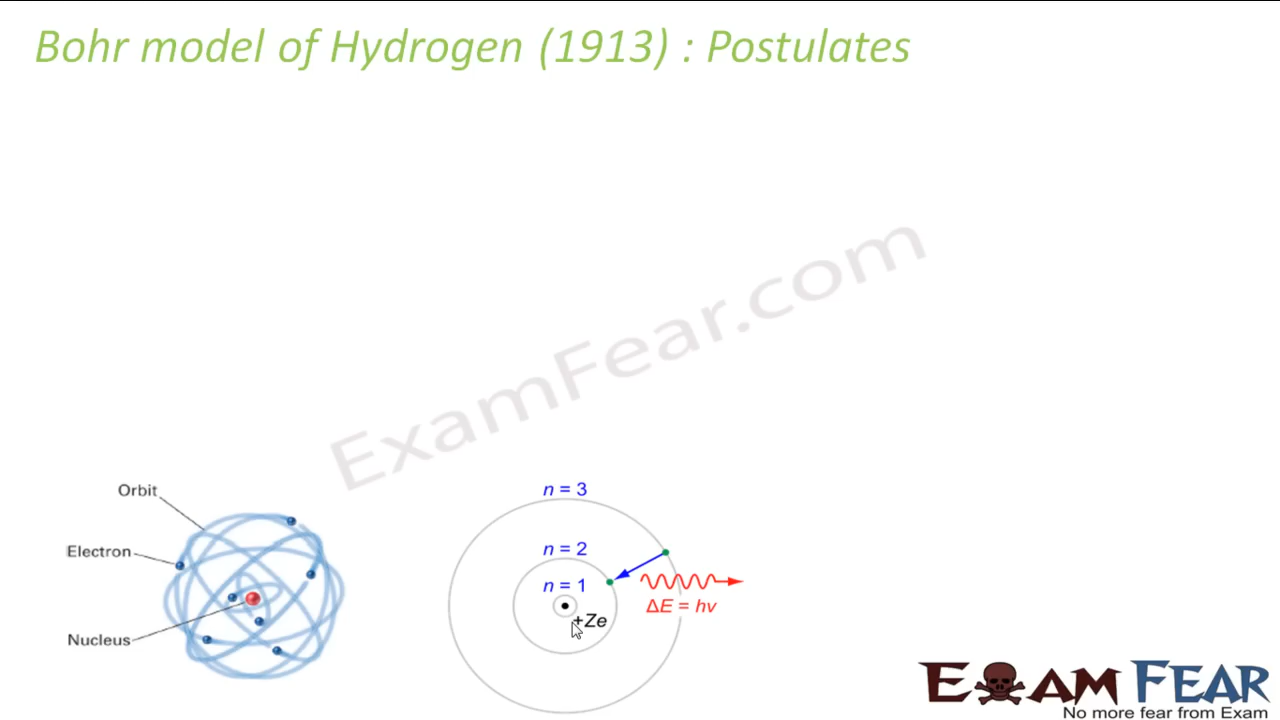 Bohr model of Hydrogen (1913) : Postulates
ExamFear.com
Orbit
Electron
Nucleus
n = 3
n = 2
n = 1
+Ze
ΔE = hν
EXAM FEAR
No more fear from Exam